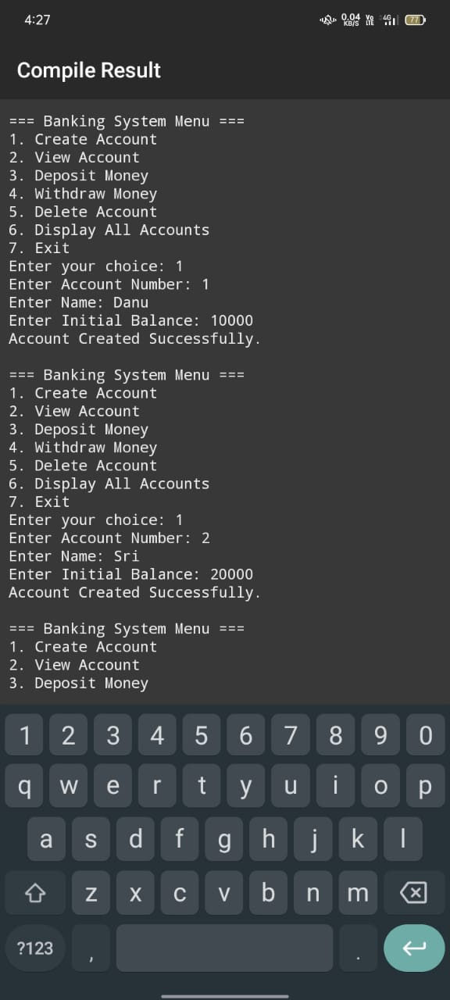 4:27
0.04 KB/S Vo LTE 4G 77
Compile Result
=== Banking System Menu ===
1. Create Account
2. View Account
3. Deposit Money
4. Withdraw Money
5. Delete Account
6. Display All Accounts
7. Exit
Enter your choice: 1
Enter Account Number: 1
Enter Name: Danu
Enter Initial Balance: 10000
Account Created Successfully.
=== Banking System Menu ===
1. Create Account
2. View Account
3. Deposit Money
4. Withdraw Money
5. Delete Account
6. Display All Accounts
7. Exit
Enter your choice: 1
Enter Account Number: 2
Enter Name: Sri
Enter Initial Balance: 20000
Account Created Successfully.
=== Banking System Menu ===
1. Create Account
2. View Account
3. Deposit Money
1 2 3 4 5 6 7 8 9 0
q w e r t y u i o p
a s d f g h j k l
z x c v b n m
?123 , .